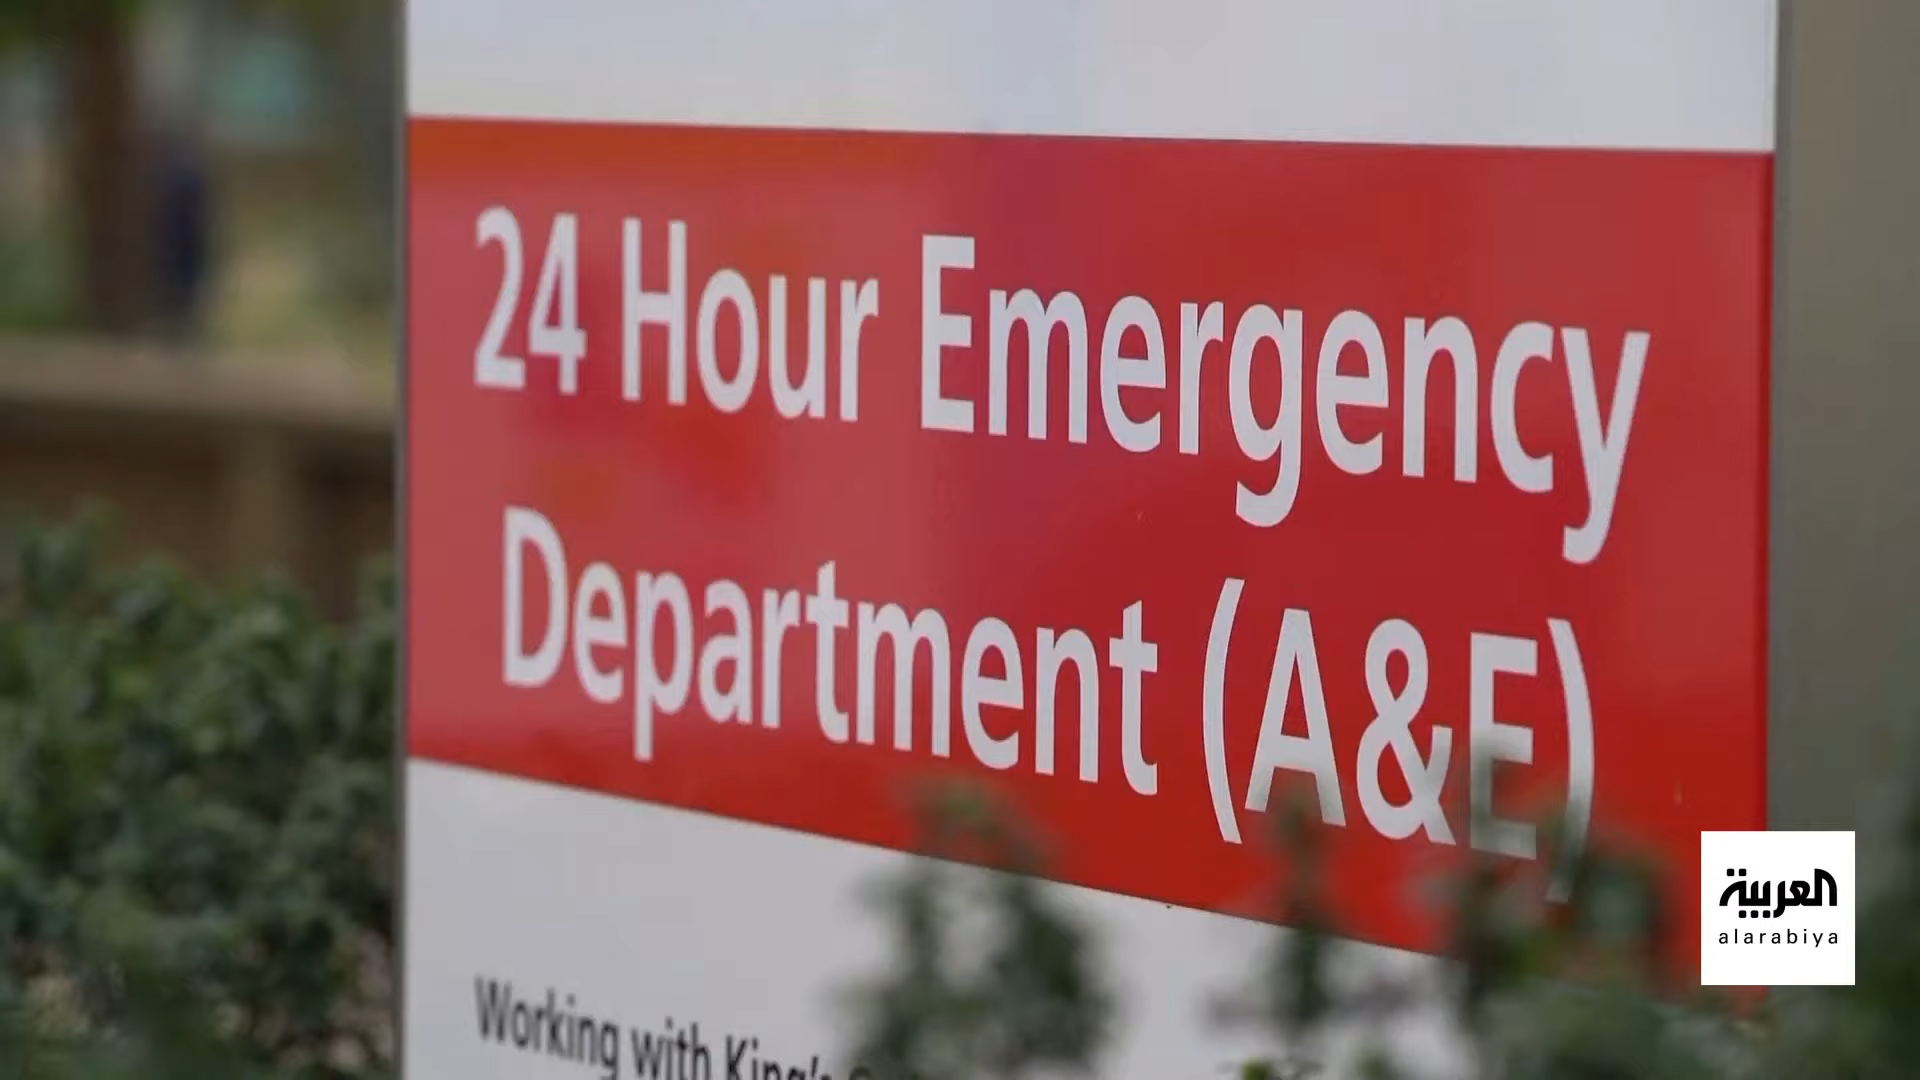 24 Hour Emergency
Department (A&E)
Working with King's
العربية
alarabiya